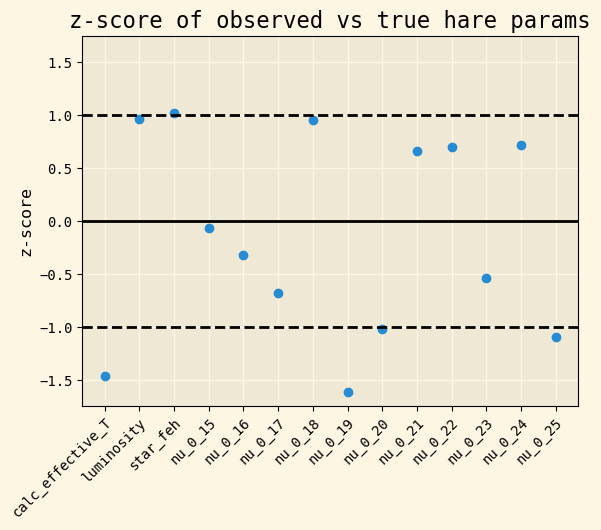 z-score of observed vs true hare params
z-score
1.5
1.0
0.5
0.0
−0.5
−1.0
−1.5
calc_effective_T
luminosity
star_feh
nu_0_15
nu_0_16
nu_0_17
nu_0_18
nu_0_19
nu_0_20
nu_0_21
nu_0_22
nu_0_23
nu_0_24
nu_0_25